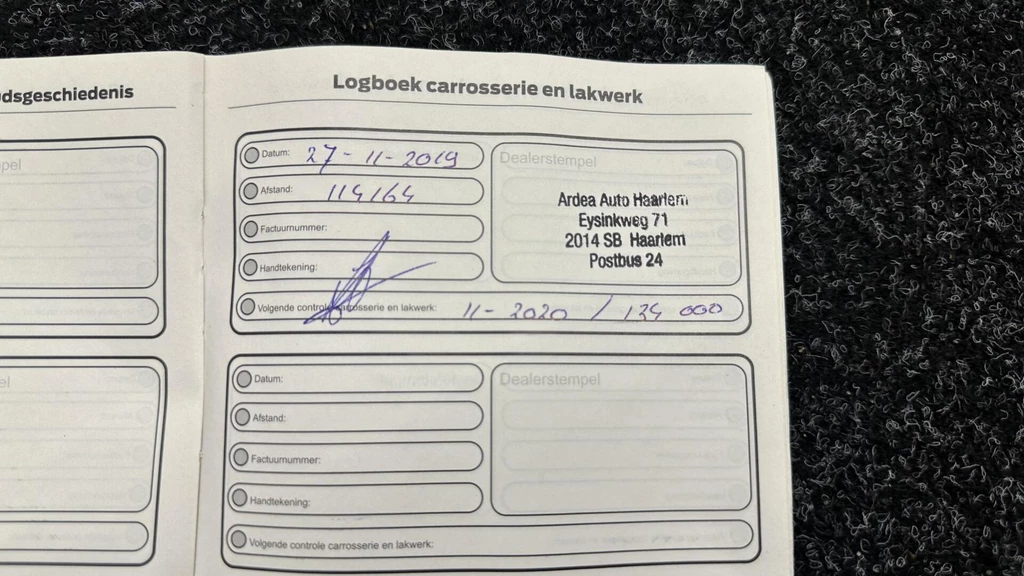 dsgeschiedenis
pel
el
Logboek carrosserie en lakwerk
Datum: 27-11-2019
Afstand: 114164
Factuurnummer:
Handtekening:
Volgende controle carrosserie en lakwerk: 11-2020 / 134 000
Dealerstempel
Ardea Auto Haarlem
Eysinkweg 71
2014 SB Haarlem
Postbus 24
Datum:
Afstand:
Factuurnummer:
Handtekening:
Volgende controle carrosserie en lakwerk:
Dealerstempel